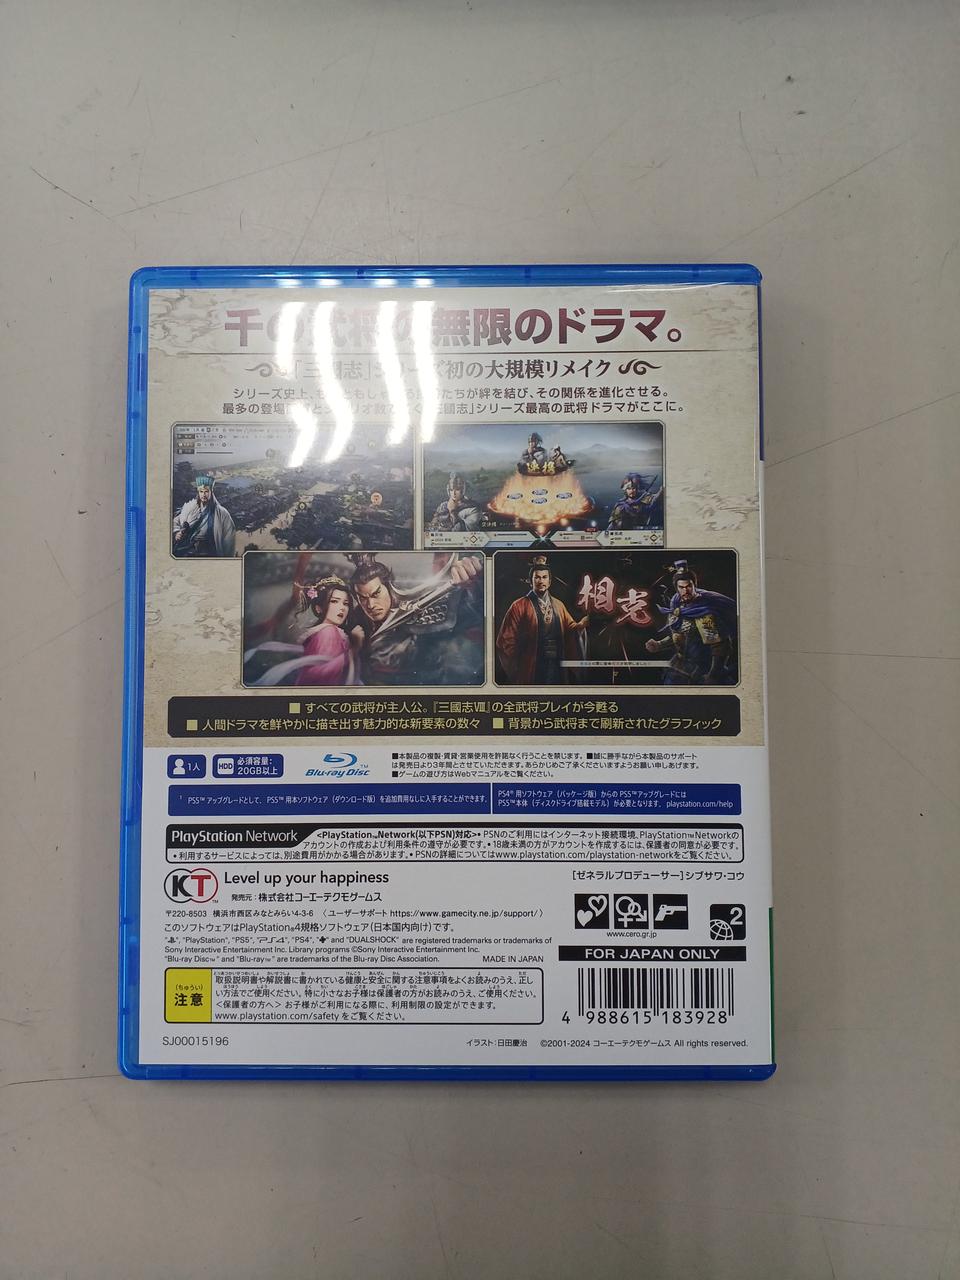 千の武将の無限のドラマ。
「三國志」シリーズ初の大規模リメイク
シリーズ史上、も
たちが絆を結び、その関係を進化させる。
最多の登場
シリーズ最高の武将ドラマがここに。
連携
相克
■ すべての武将が主人公。『三國志Ⅷ』の全武将プレイが今甦る
■ 人間ドラマを鮮やかに描き出す魅力的な新要素の数々 ■ 背景から武将まで刷新されたグラフィック
1人
HDD 必須容量: 20GB以上
Blu-ray Disc™
■本製品の複製・賃貸・営業使用を許諾なく行うことを禁じます。■誠に勝手ながら本製品のサポート
は発売日より3年間とさせていただきます。あらかじめご了承くださいますようお願い申しあげます。
■ゲームの遊び方はWebマニュアルをご覧ください。
PS5™アップグレードとして、PS5™用本ソフトウェア(ダウンロード版)を追加費用なしに入手することができます。
PS4®用ソフトウェア(パッケージ版)からのPS5™アップグレードには
PS5™本体(ディスクドライブ搭載モデル)が必要となります。playstation.com/help
PlayStation Network
<PlayStation™Network(以下PSN)対応>• PSNのご利用にはインターネット接続環境、PlayStation™Networkの
アカウントの作成および利用条件の遵守が必要です。• 18歳未満の方がアカウントを作成するには、保護者の同意が必要です。
• 利用するサービスによっては、別途費用がかかる場合があります。• PSNの詳細についてはwww.playstation.com/playstation-networkをご覧ください。
KT™
Level up your happiness
発売元:株式会社コーエーテクモゲームス
[ゼネラルプロデューサー]シブサワ・コウ
〒220-8503 横浜市西区みなとみらい4-3-6 〈ユーザーサポート https://www.gamecity.ne.jp/support/〉
このソフトウェアはPlayStation®4規格ソフトウェア(日本国内向け)です。
"PlayStation", "PS5", "PS4", "PS4", and "DUALSHOCK" are registered trademarks or trademarks of
Sony Interactive Entertainment Inc. Library programs ©Sony Interactive Entertainment Inc.
"Blu-ray Disc™" and "Blu-ray™" are trademarks of the Blu-ray Disc Association.
MADE IN JAPAN
www.cero.gr.jp
2
FOR JAPAN ONLY
(ちゅうい)
注意
取扱説明書や解説書に書かれている健康と安全に関する注意事項をよくお読みのうえ、正し
い方法でご使用ください。特に小さなお子様は保護者の方がお読みのうえ、ご使用ください。
<保護者の方へ> お子様がご利用になる際に、利用制限の設定ができます。
www.playstation.com/safety をご覧ください。
4 988615 183928
SJ00015196
イラスト:日田慶治 ©2001-2024 コーエーテクモゲームス All rights reserved.